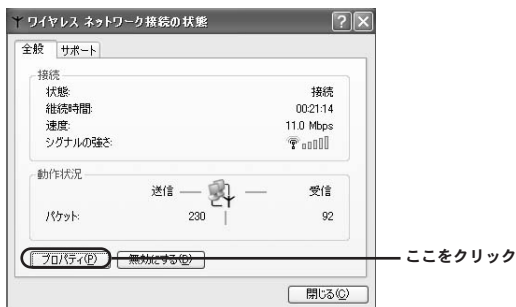 ワイヤレス ネットワーク接続の状態
全般 サポート
接続
状態: 接続
継続時間: 00:21:14
速度: 11.0 Mbps
シグナルの強さ:
動作状況
送信 — — 受信
パケット: 230 92
プロパティ(P) 無効にする(D)
ここをクリック
閉じる(C)